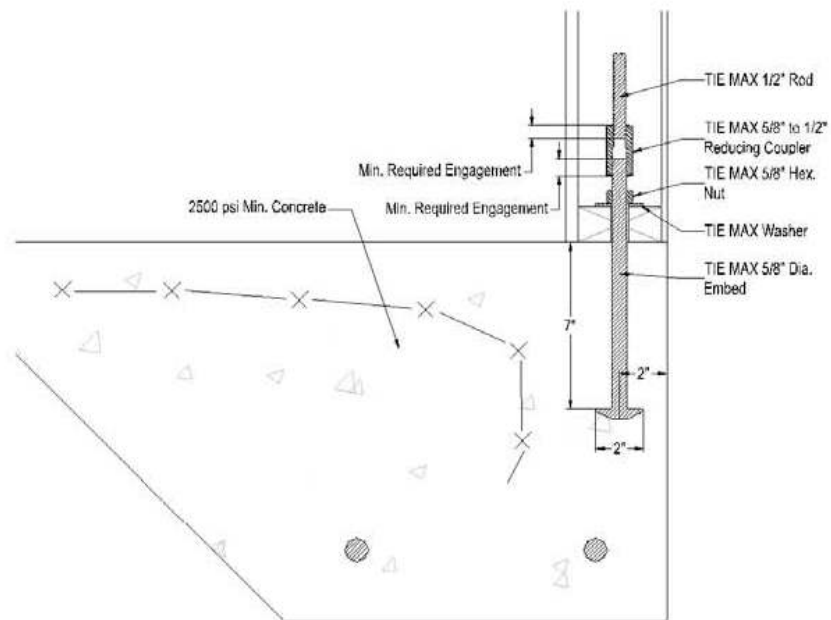 TIE MAX 1/2" Rod
TIE MAX 5/8" to 1/2"
Reducing Coupler
Min. Required Engagement
TIE MAX 5/8" Hex.
Nut
Min. Required Engagement
2500 psi Min. Concrete
TIE MAX Washer
TIE MAX 5/8" Dia.
Embed
7"
2"
2"